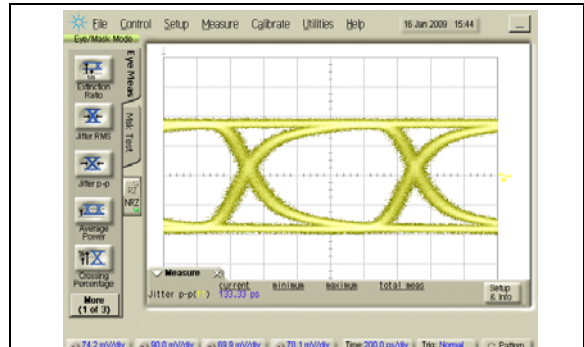 File Control Setup Measure Calibrate Utilities Help 16 Jan 2009 15:44
Eye/Mask Mode
Eye Meas
Extinction
Ratio
Jitter RMS
Mask Test
Jitter p-p
RZ
NRZ
Average
Power
Crossing
Percentage
More
(1 of 3)
Measure
current minimum maximum total meas
Jitter p-p( ) 133.33 ps
Setup
& Info
74.2 mV/div 90.0 mV/div 69.9 mV/div 70.1 mV/div Time:200.0 ps/div Trig: Normal Pattern